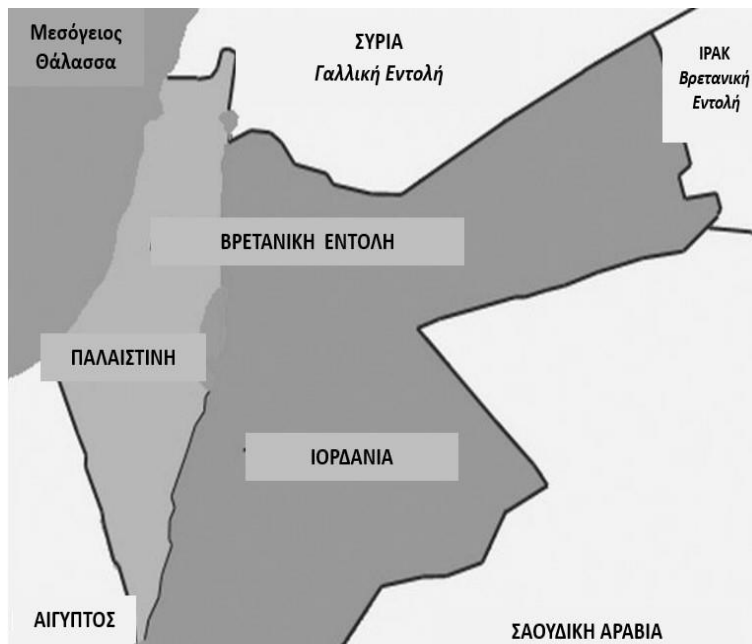 Μεσόγειος
Θάλασσα
ΣΥΡΙΑ
Γαλλική Εντολή
ΙΡΑΚ
Βρετανική
Εντολή
ΒΡΕΤΑΝΙΚΗ ΕΝΤΟΛΗ
ΠΑΛΑΙΣΤΙΝΗ
ΙΟΡΔΑΝΙΑ
ΑΙΓΥΠΤΟΣ
ΣΑΟΥΔΙΚΗ ΑΡΑΒΙΑ